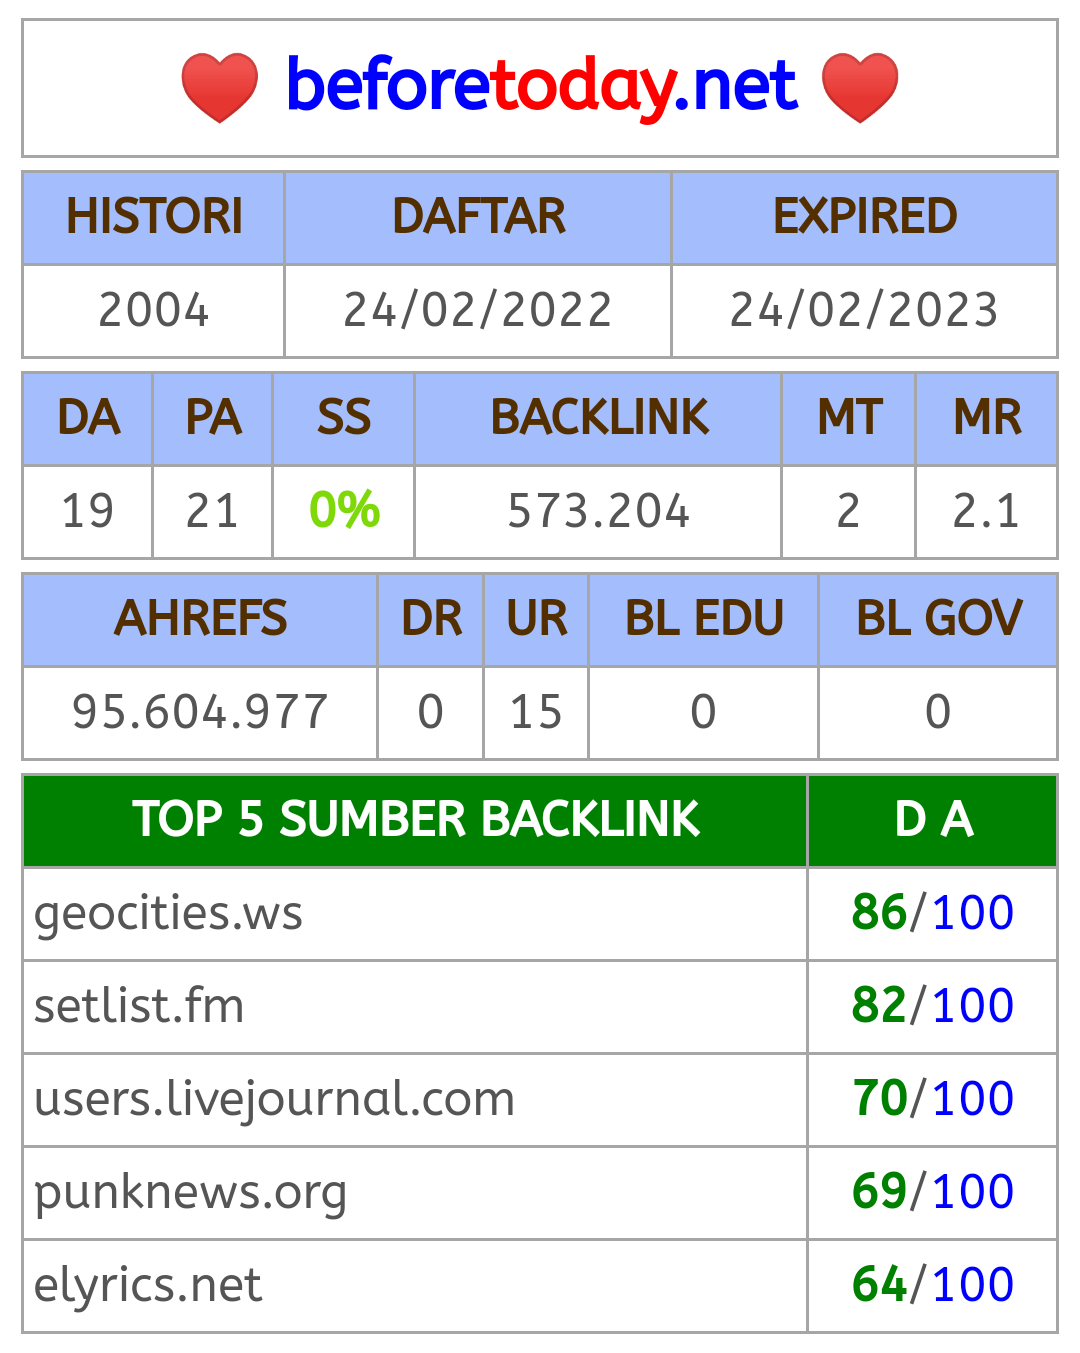 beforetoday.net
HISTORI DAFTAR EXPIRED
2004 24/02/2022 24/02/2023
DA PA SS BACKLINK MT MR
19 21 0% 573.204 2 2.1
AHREFS DR UR BL EDU BL GOV
95.604.977 0 15 0 0
TOP 5 SUMBER BACKLINK D A
geocities.ws 86/100
setlist.fm 82/100
users.livejournal.com 70/100
punknews.org 69/100
elyrics.net 64/100